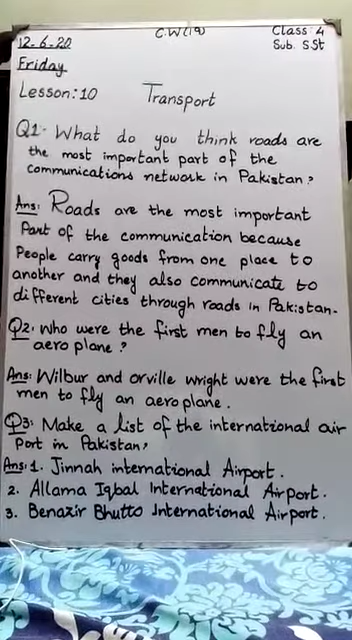 12-6-20 C.W(19) Class: 4
Friday Sub. S.St
Lesson:10 Transport
Q1- What do you think roads are
the most important part of the
communications network in Pakistan?
Ans: Roads are the most important
Part of the communication because
People carry goods from one place to
another and they also communicate to
different cities through roads in Pakistan.
Q2: Who were the first men to fly an
aero plane?
Ans: Wilbur and orville wright were the first
men to fly an aeroplane.
Q3: Make a list of the international air
port in Pakistan?
Ans: 1. Jinnah international Airport.
2. Allama Iqbal International Airport.
3. Benazir Bhutto International Airport.